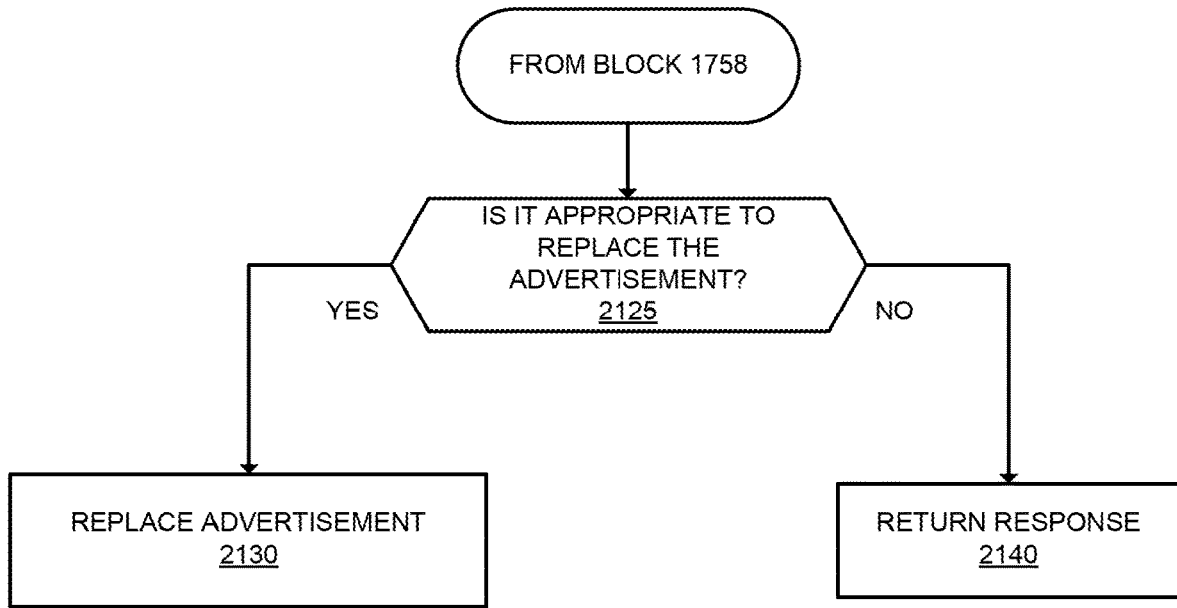 FROM BLOCK 1758
IS IT APPROPRIATE TO
REPLACE THE
ADVERTISEMENT?
2125
YES
NO
REPLACE ADVERTISEMENT
2130
RETURN RESPONSE
2140